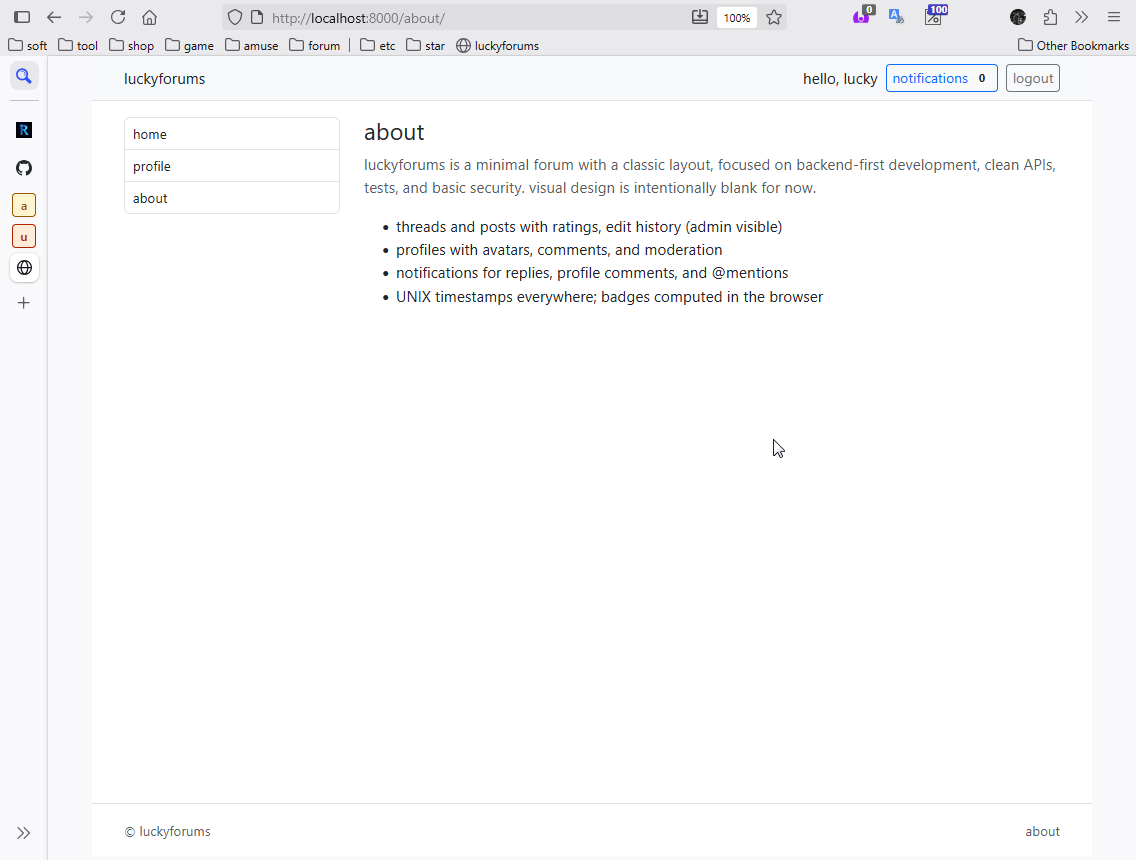 http://localhost:8000/about/
100%
0
100
soft
tool
shop
game
amuse
forum
etc
star
luckyforums
Other Bookmarks
luckyforums
hello, lucky
notifications 0
logout
R
a
u
home
profile
about
about
luckyforums is a minimal forum with a classic layout, focused on backend-first development, clean APIs,
tests, and basic security. visual design is intentionally blank for now.
threads and posts with ratings, edit history (admin visible)
profiles with avatars, comments, and moderation
notifications for replies, profile comments, and @mentions
UNIX timestamps everywhere; badges computed in the browser
© luckyforums
about